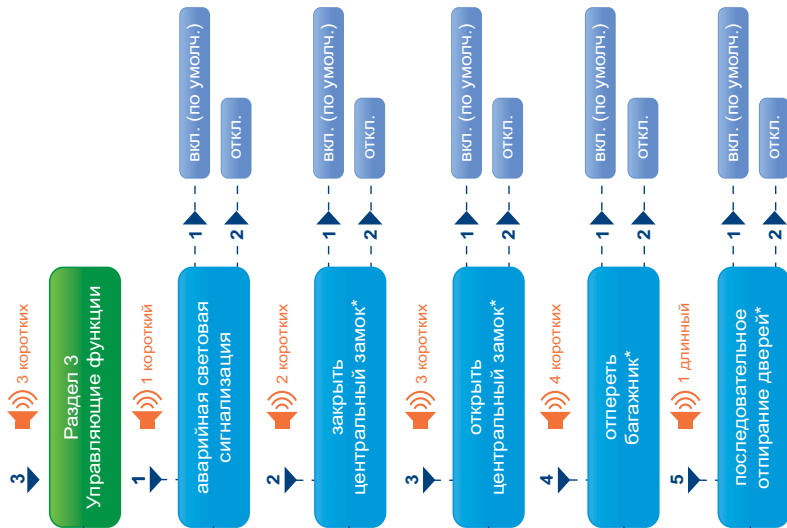 3
3 коротких
Раздел 3
Управляющие функции
1
1 короткий
аварийная световая
сигнализация
1
вкл. (по умолч.)
2
откл.
2
2 коротких
закрыть
центральный замок*
1
вкл. (по умолч.)
2
откл.
3
3 коротких
открыть
центральный замок*
1
вкл. (по умолч.)
2
откл.
4
4 коротких
отпереть
багажник*
1
вкл. (по умолч.)
2
откл.
5
1 длинный
последовательное
отпирание дверей*
1
вкл. (по умолч.)
2
откл.